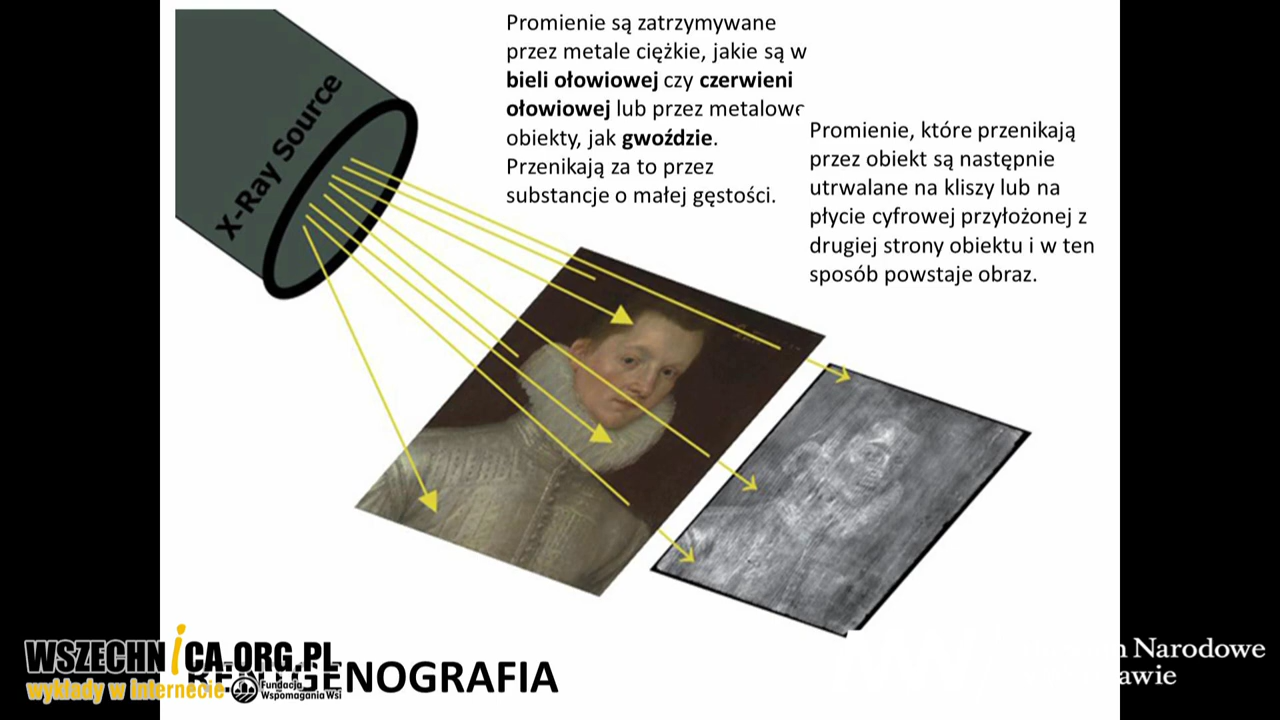 X-Ray Source
Promienie są zatrzymywane
przez metale ciężkie, jakie są w
bieli ołowiowej czy czerwieni
ołowiowej lub przez metalowe
obiekty, jak gwoździe.
Przenikają za to przez
substancje o małej gęstości.
Promienie, które przenikają
przez obiekt są następnie
utrwalane na kliszy lub na
płycie cyfrowej przyłożonej z
drugiej strony obiektu i w ten
sposób powstaje obraz.
WSZECHNiCA.ORG.PL
wykłady w internecie
Fundacja
Wspomagania Wsi
RENTGENOGRAFIA
Narodowe
awie